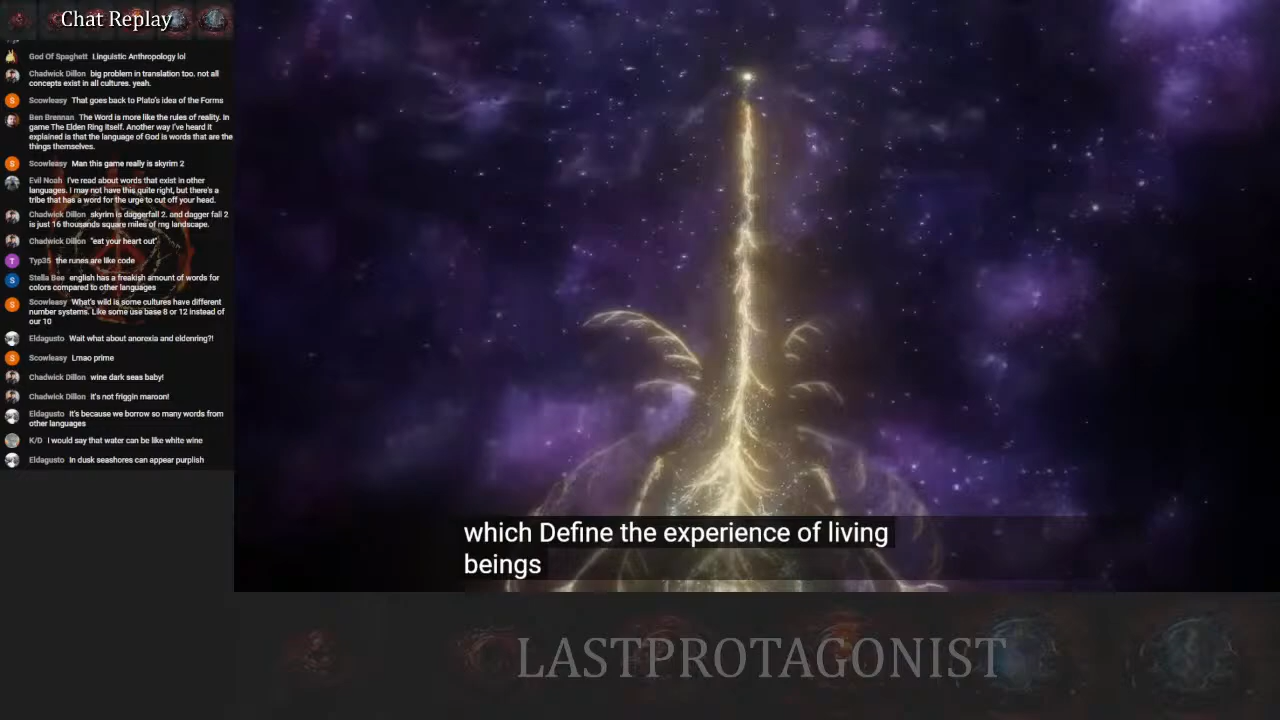 Chat Replay
God Of Spaghett Linguistic Anthropology lol
Chadwick Dillon big problem in translation too. not all
concepts exist in all cultures. yeah.
Scowleasy That goes back to Plato's idea of the Forms
Ben Brennan The Word is more like the rules of reality. In
game The Elden Ring itself. Another way I've heard it
explained is that the language of God is words that are the
things themselves.
Scowleasy Man this game really is skyrim 2
Evil Noah I've read about words that exist in other
languages. I may not have this quite right, but there's a
tribe that has a word for the urge to cut off your head.
Chadwick Dillon skyrim is daggerfall 2. and dagger fall 2
is just 16 thousands square miles of rng landscape.
Chadwick Dillon "eat your heart out"
T
Typ35 the runes are like code
Stella Bee english has a freakish amount of words for
colors compared to other languages
Scowleasy What's wild is some cultures have different
number systems. Like some use base 8 or 12 instead of
our 10
Eldagusto Wait what about anorexia and eldenring?!
Scowleasy Lmao prime
Chadwick Dillon wine dark seas baby!
Chadwick Dillon It's not friggin maroon!
Eldagusto It's because we borrow so many words from
other languages
K/D I would say that water can be like white wine
Eldagusto In dusk seashores can appear purplish
which Define the experience of living
beings
LASTPROTAGONIST